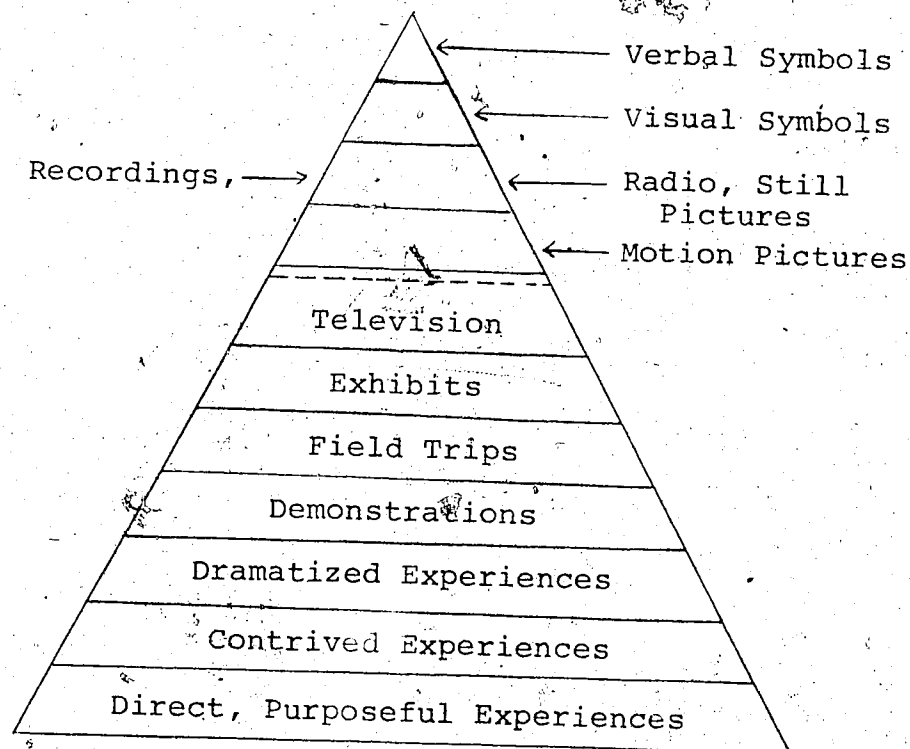 Verbal Symbols
Visual Symbols
Recordings,
Radio, Still
Pictures
Motion Pictures
Television
Exhibits
Field Trips
Demonstrations
Dramatized Experiences
Contrived Experiences
Direct, Purposeful Experiences